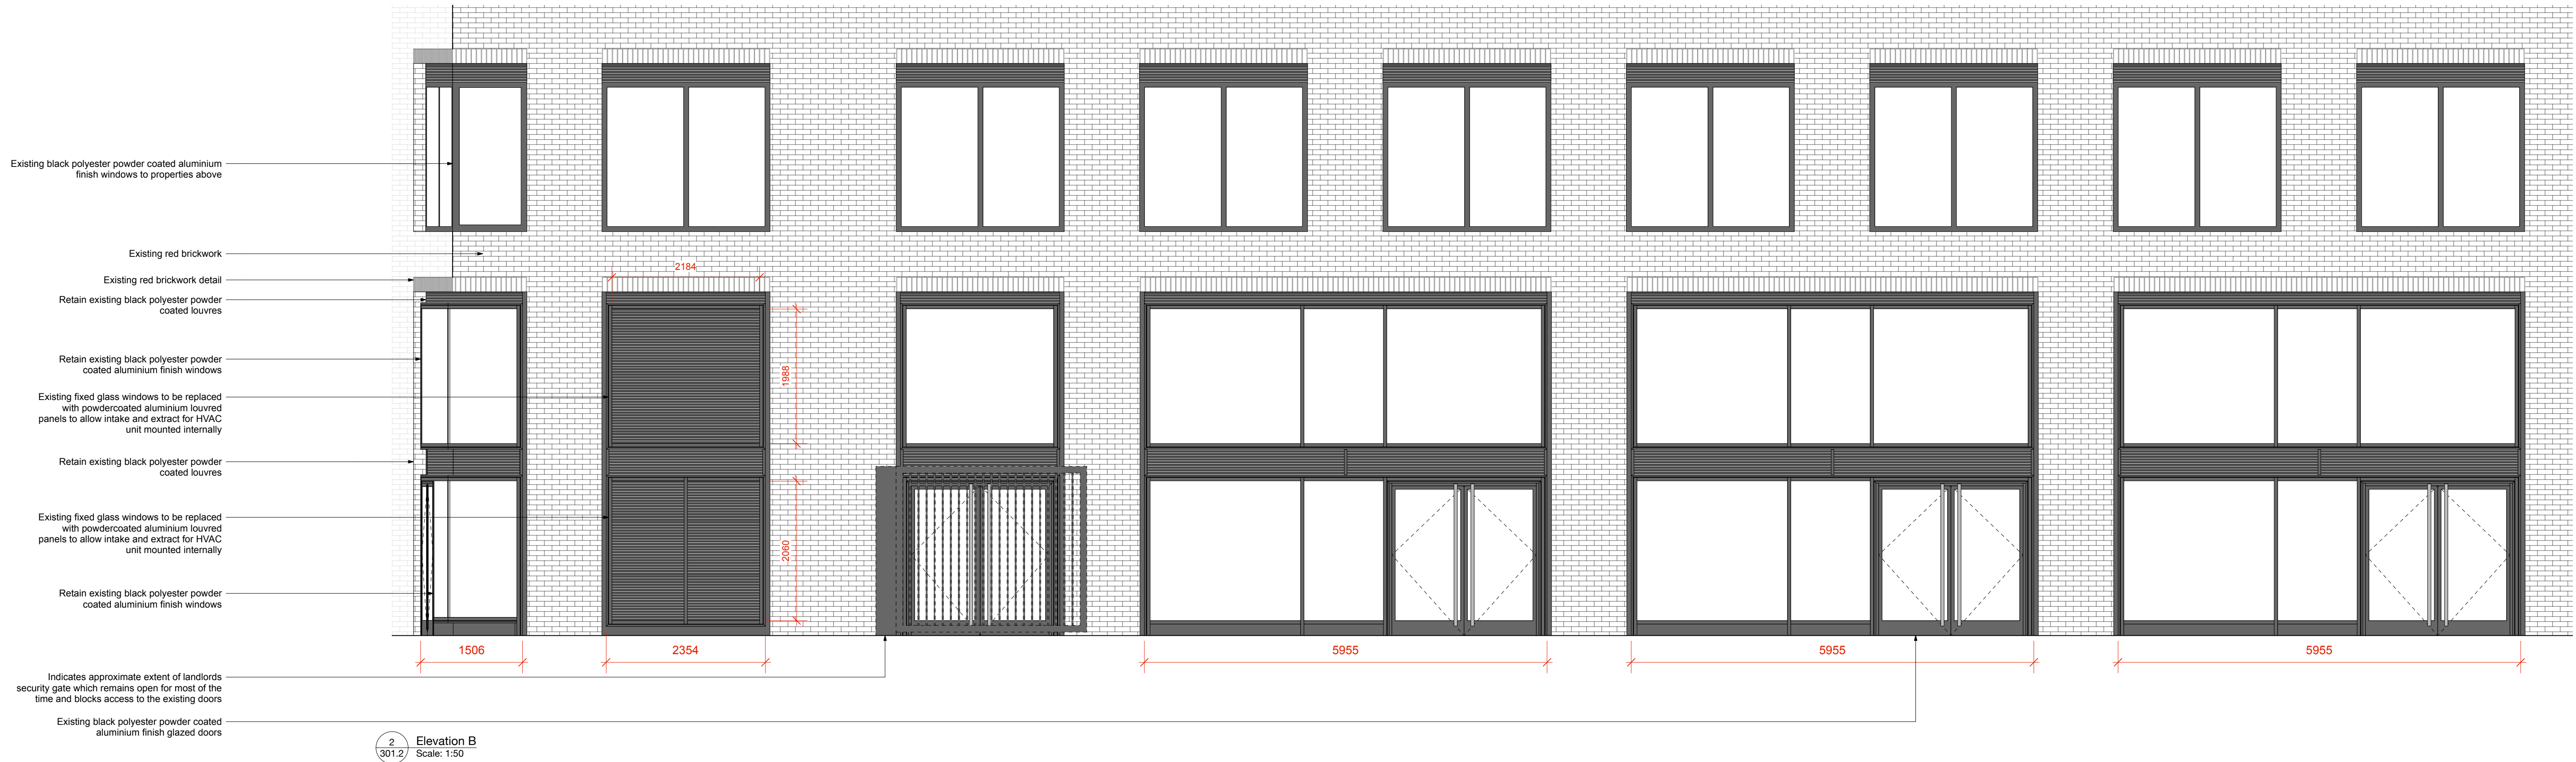 Existing black polyester powder coated aluminium
finish windows to properties above
Existing red brickwork
2184
Existing red brickwork detail
Retain existing black polyester powder
coated louvres
Retain existing black polyester powder
coated aluminium finish windows
1988
Existing fixed glass windows to be replaced
with powdercoated aluminium louvred
panels to allow intake and extract for HVAC
unit mounted internally
Retain existing black polyester powder
coated louvres
Existing fixed glass windows to be replaced
with powdercoated aluminium louvred
panels to allow intake and extract for HVAC
unit mounted internally
2060
Retain existing black polyester powder
coated aluminium finish windows
1506
2354
5955
5955
5955
Indicates approximate extent of landlords
security gate which remains open for most of the
time and blocks access to the existing doors
Existing black polyester powder coated
aluminium finish glazed doors
2
301.2
Elevation B
Scale: 1:50